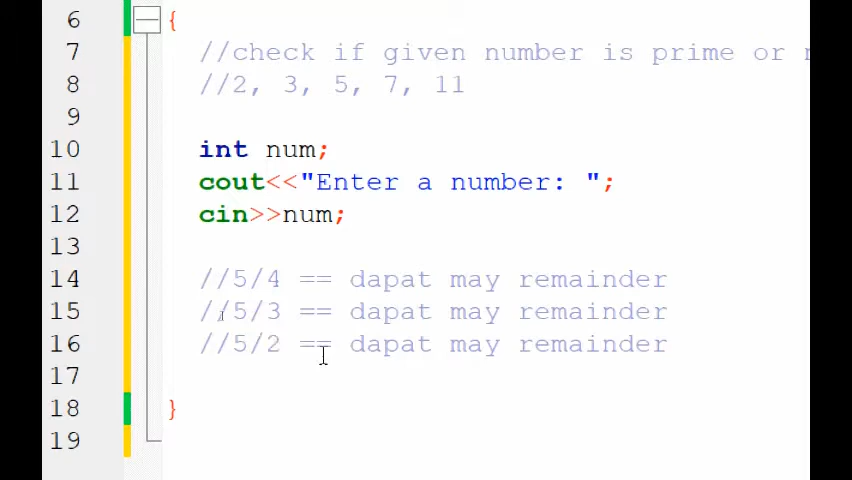 6 {
7 //check if given number is prime or
8 //2, 3, 5, 7, 11
9
10 int num;
11 cout<<"Enter a number: ";
12 cin>>num;
13
14 //5/4 == dapat may remainder
15 //5/3 == dapat may remainder
16 //5/2 == dapat may remainder
17
18 }
19